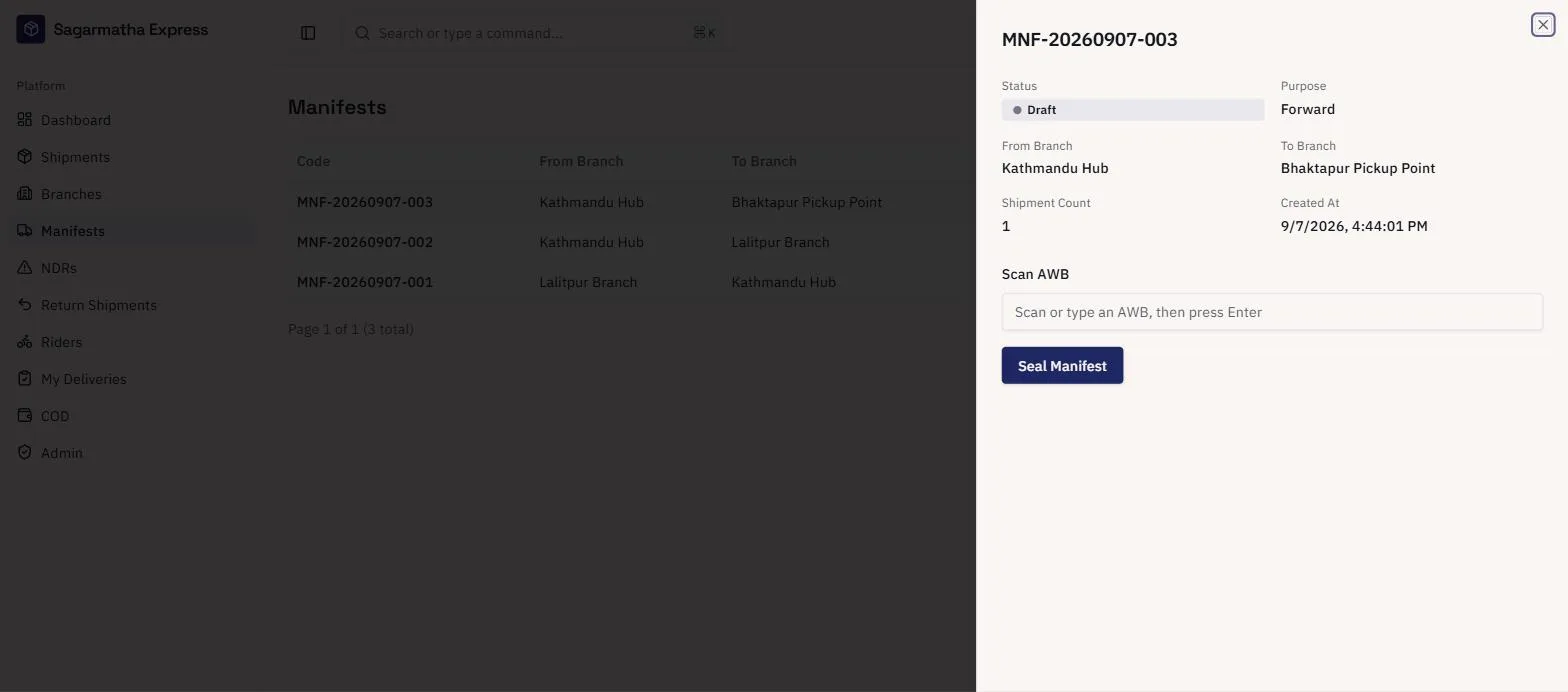 Sagarmatha Express
Search or type a command...
⌘K
Platform
Dashboard
Shipments
Branches
Manifests
NDRs
Return Shipments
Riders
My Deliveries
COD
Admin
Manifests
Code From Branch To Branch
MNF-20260907-003 Kathmandu Hub Bhaktapur Pickup Point
MNF-20260907-002 Kathmandu Hub Lalitpur Branch
MNF-20260907-001 Lalitpur Branch Kathmandu Hub
Page 1 of 1 (3 total)
MNF-20260907-003
Status Purpose
Draft Forward
From Branch To Branch
Kathmandu Hub Bhaktapur Pickup Point
Shipment Count Created At
1 9/7/2026, 4:44:01 PM
Scan AWB
Scan or type an AWB, then press Enter
Seal Manifest